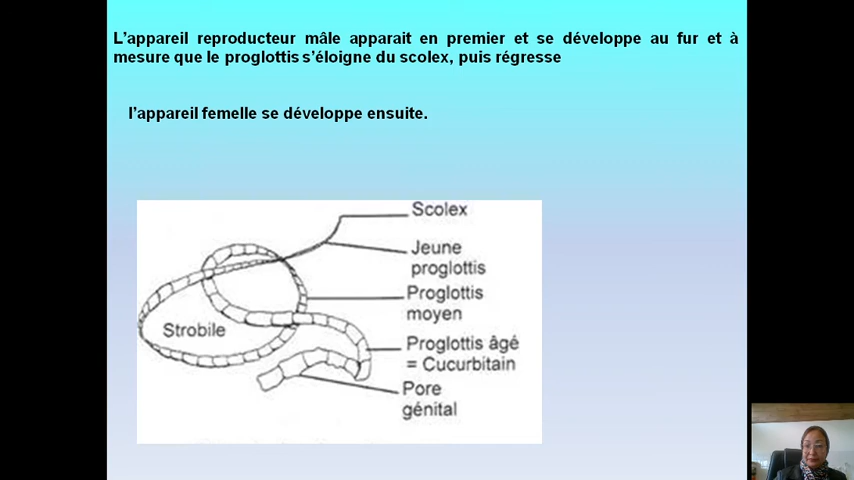 L'appareil reproducteur mâle apparait en premier et se développe au fur et à
mesure que le proglottis s'éloigne du scolex, puis régresse
l'appareil femelle se développe ensuite.
Scolex
Jeune
proglottis
Proglottis
moyen
Strobile
Proglottis âgé
= Cucurbitain
Pore
génital